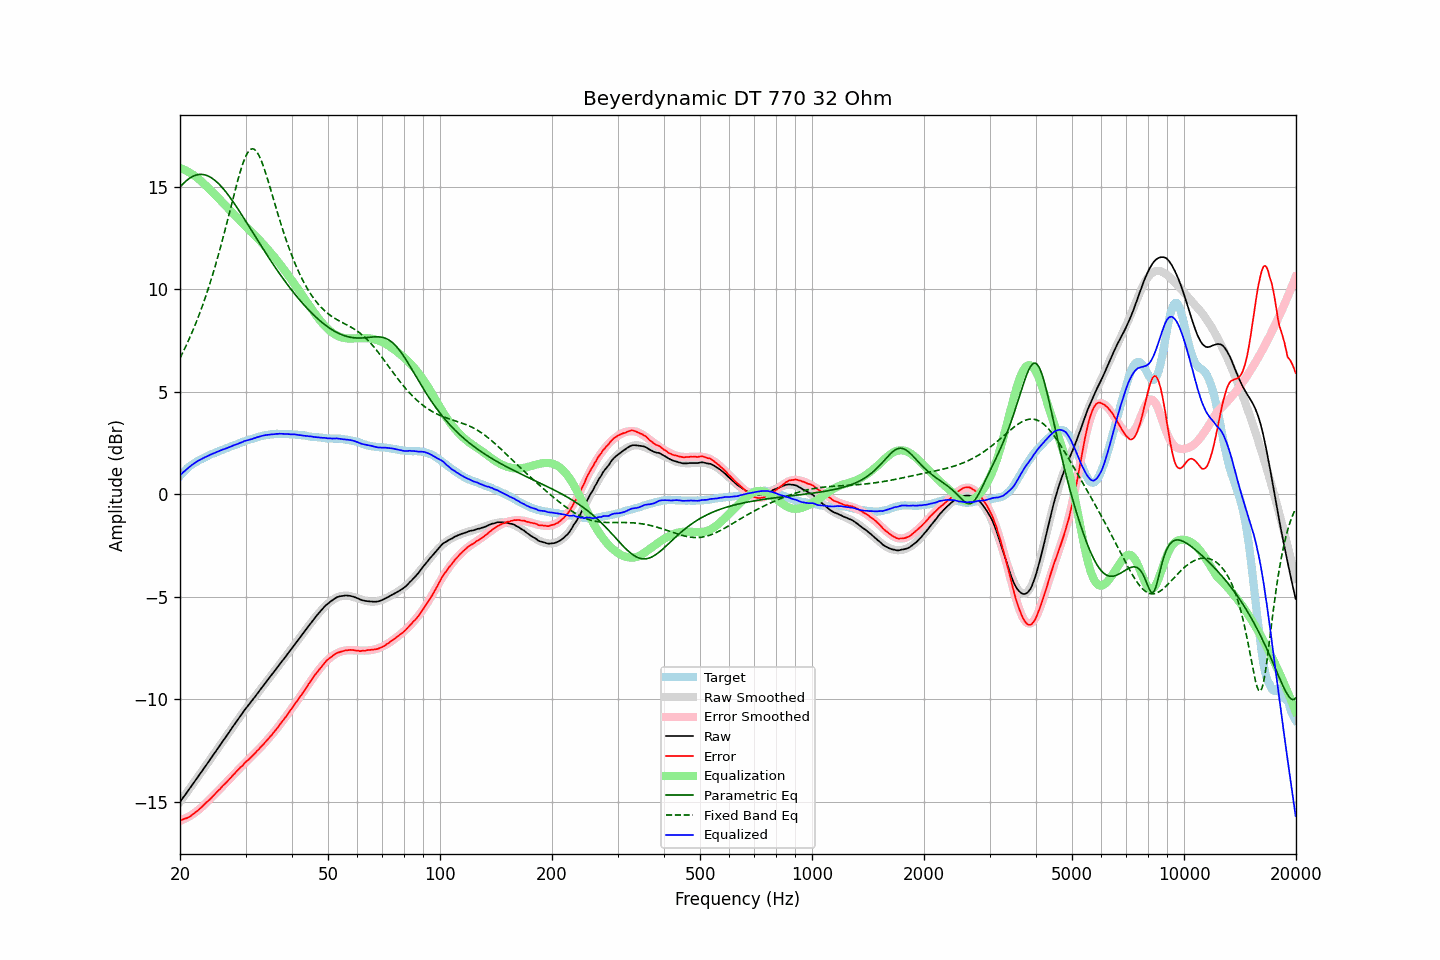 Beyerdynamic DT 770 32 Ohm
Amplitude (dBr)
15
10
5
0
−5
−10
−15
Target
Raw Smoothed
Error Smoothed
Raw
Error
Equalization
Parametric Eq
Fixed Band Eq
Equalized
20 50 100 200 500 1000 2000 5000 10000 20000
Frequency (Hz)